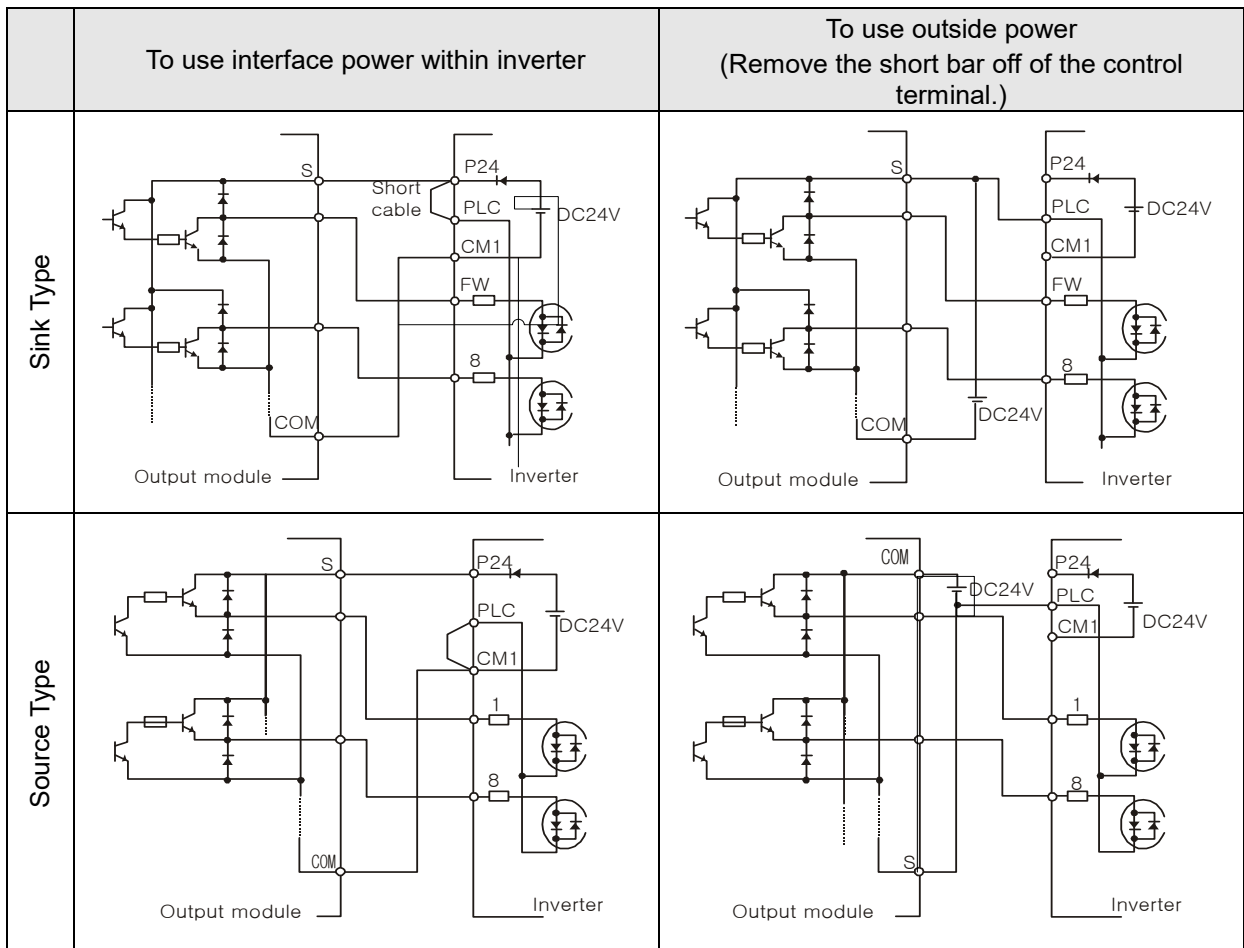 To use interface power within inverter
To use outside power
(Remove the short bar off of the control
terminal.)
Sink Type
S
Short
cable
P24
PLC
DC24V
CM1
FW
8
COM
Output module
Inverter
S
P24
PLC
DC24V
CM1
FW
8
DC24V
COM
Output module
Inverter
Source Type
S
P24
PLC
DC24V
CM1
1
8
COM
Output module
Inverter
COM
P24
DC24V
PLC
DC24V
CM1
1
8
S
Output module
Inverter